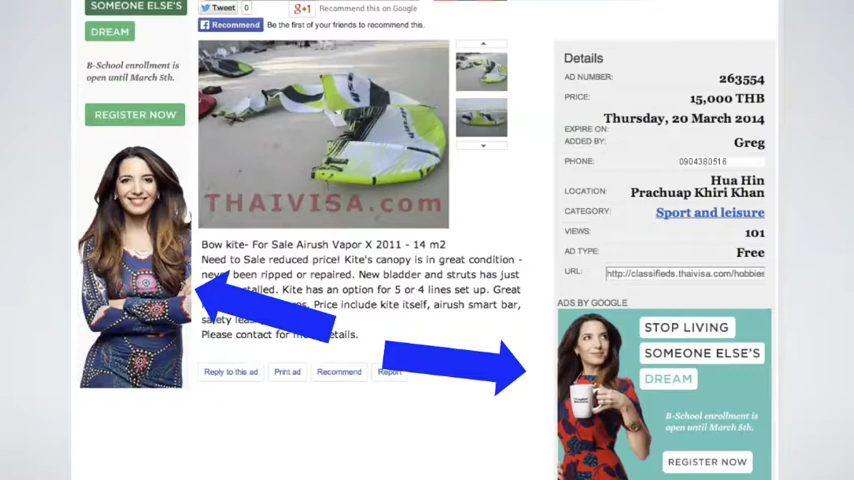 SOMEONE ELSE'S
DREAM
B-School enrollment is
open until March 5th.
REGISTER NOW
Tweet 0
g+1 Recommend this on Google
Recommend Be the first of your friends to recommend this.
AIRUSH
THAIVISA.com
Bow kite- For Sale Airush Vapor X 2011 - 14 m2
Need to Sale reduced price! Kite's canopy is in great condition -
never been ripped or repaired. New bladder and struts has just
Kite has an option for 5 or 4 lines set up. Great
Price include kite itself, airush smart bar,
Please contact for details.
Reply to this ad
Print ad
Recommend
Report
Details
AD NUMBER: 263554
PRICE: 15,000 THB
EXPIRE ON: Thursday, 20 March 2014
ADDED BY: Greg
PHONE: 0904380516
LOCATION: Hua Hin
Prachuap Khiri Khan
CATEGORY: Sport and leisure
VIEWS: 101
AD TYPE: Free
URL: http://classifieds.thaivisa.com/hobbies
ADS BY GOOGLE
STOP LIVING
SOMEONE ELSE'S
DREAM
B-School enrollment is
open until March 5th.
REGISTER NOW